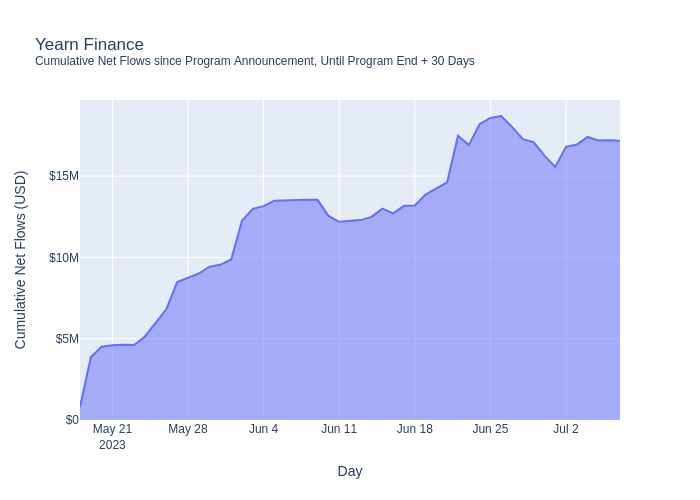 Yearn Finance
Cumulative Net Flows since Program Announcement, Until Program End + 30 Days
Cumulative Net Flows (USD)
$15M
$10M
$5M
$0
May 21
2023
May 28
Jun 4
Jun 11
Jun 18
Jun 25
Jul 2
Day